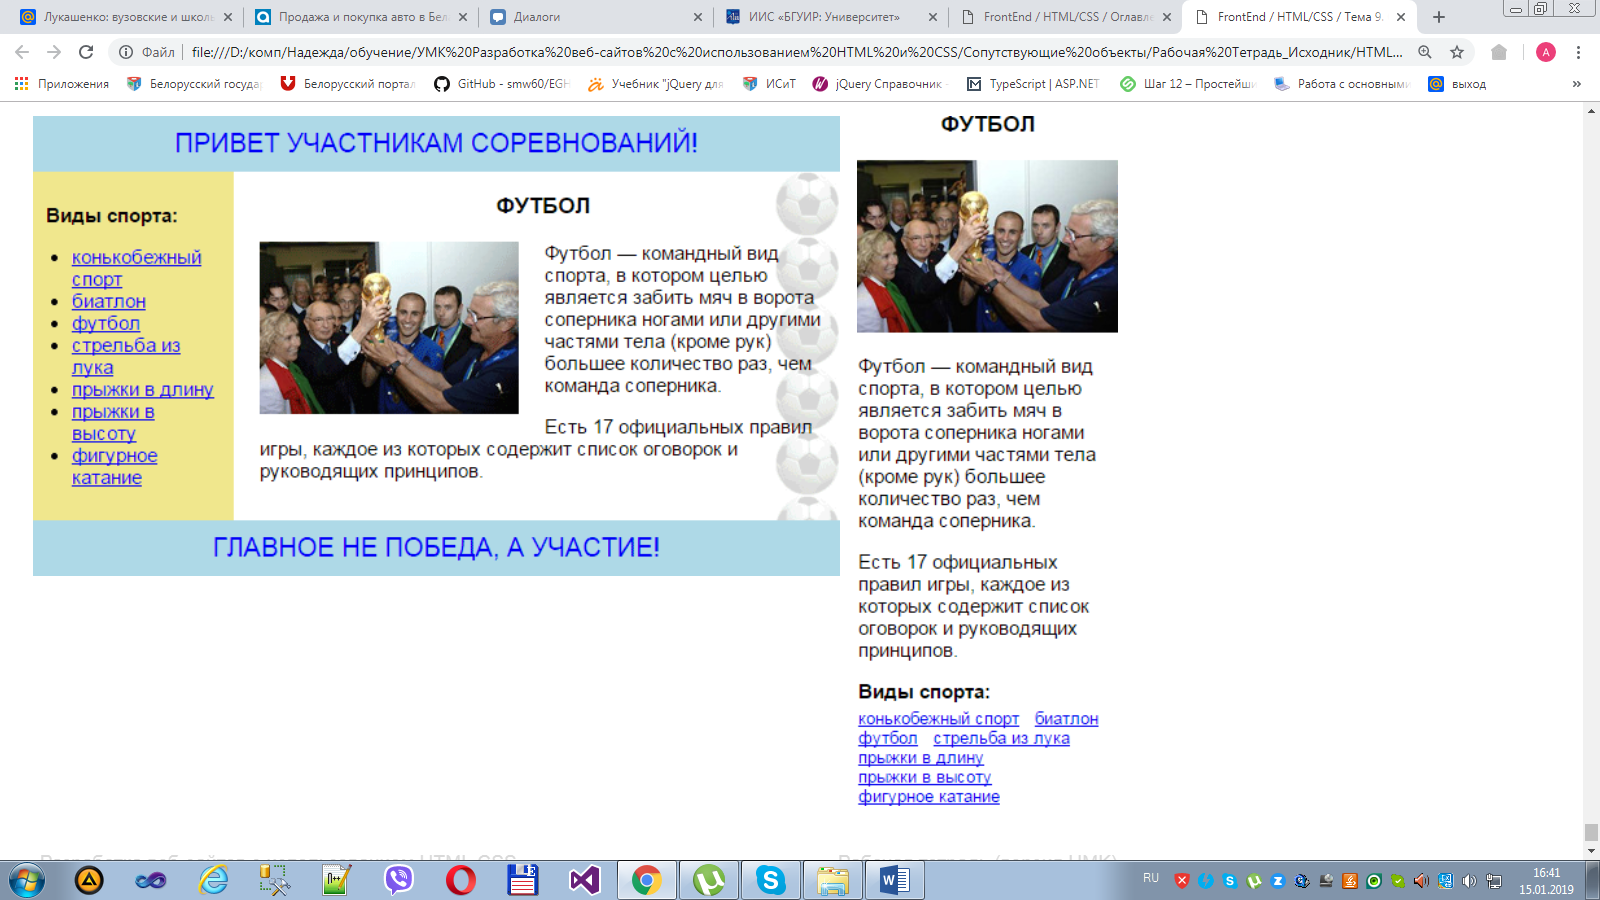 Лукашенко: вузовские и школь
Продажа и покупка авто в Бел
Диалоги
ИИС «БГУИР: Университет»
FrontEnd / HTML/CSS / Оглавле
FrontEnd / HTML/CSS / Тема 9.
Файл
file:///D:/комп/Надежда/обучение/УМК%20Разработка%20веб-сайтов%20с%20использованием%20HTML%20и%20CSS/Сопутствующие%20объекты/Рабочая%20Тетрадь_Исходник/HTML...
A
Приложения
Белорусский государ
Белорусский портал
GitHub - smw60/EGH
Учебник "jQuery для
ИСиТ
jQuery Справочник -
TypeScript | ASP.NET
Шаг 12 – Простейши
Работа с основными
выход
»
ПРИВЕТ УЧАСТНИКАМ СОРЕВНОВАНИЙ!
Виды спорта:
конькобежный
спорт
биатлон
футбол
стрельба из
лука
прыжки в длину
прыжки в
высоту
фигурное
катание
ФУТБОЛ
Футбол — командный вид
спорта, в котором целью
является забить мяч в ворота
соперника ногами или другими
частями тела (кроме рук)
большее количество раз, чем
команда соперника.
Есть 17 официальных правил
игры, каждое из которых содержит список оговорок и
руководящих принципов.
ГЛАВНОЕ НЕ ПОБЕДА, А УЧАСТИЕ!
ФУТБОЛ
Футбол — командный вид
спорта, в котором целью
является забить мяч в
ворота соперника ногами
или другими частями тела
(кроме рук) большее
количество раз, чем
команда соперника.
Есть 17 официальных
правил игры, каждое из
которых содержит список
оговорок и руководящих
принципов.
Виды спорта:
конькобежный спорт биатлон
футбол стрельба из лука
прыжки в длину
прыжки в высоту
фигурное катание
RU
16:41
15.01.2019